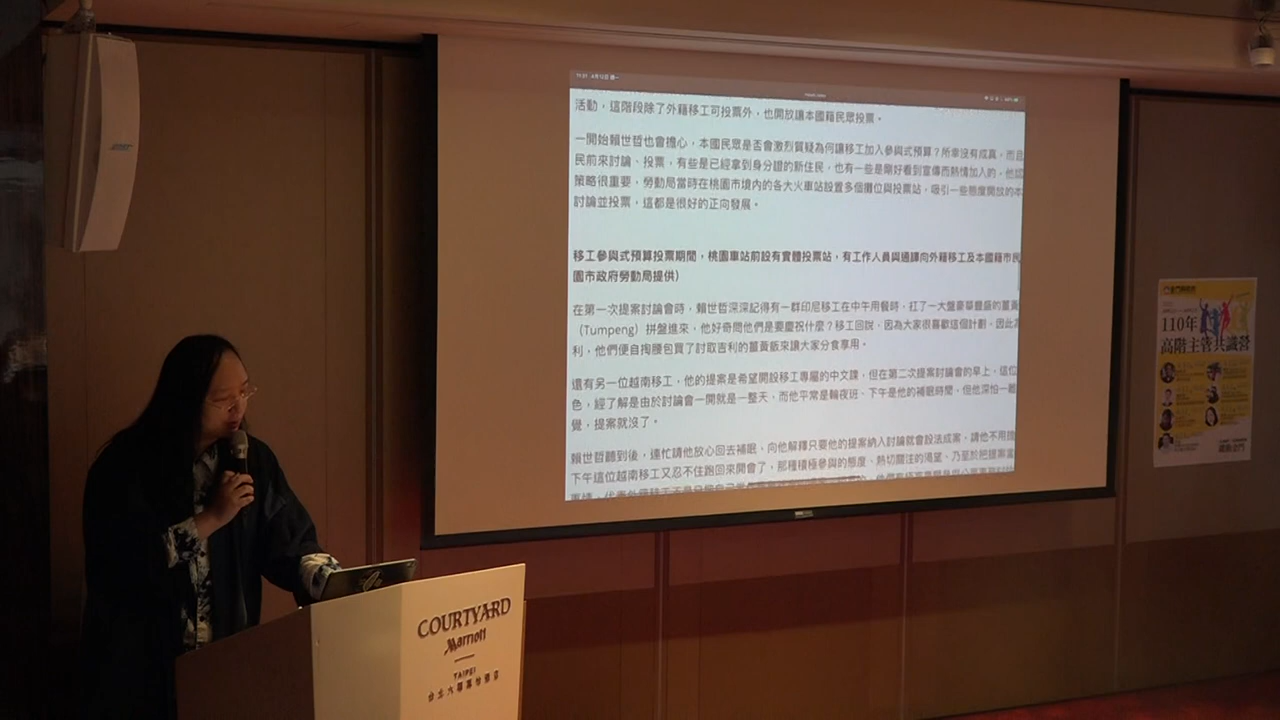 活動，這階段除了外籍移工可投票外，也開放讓本國籍民眾投票。
一開始賴世哲也會擔心，本國民眾是否會激烈質疑為何讓移工加入參與式預算？所幸沒有成真，而且
民前來討論、投票，有些是已經拿到身分證的新住民，也有一些是剛好看到宣傳而熱情加入的，他認
策略很重要，勞動局當時在桃園市境內的各大火車站設置多個攤位與投票站，吸引一些態度開放的本
討論並投票，這都是很好的正向發展。
移工參與式預算投票期間，桃園車站前設有實體投票站，有工作人員與通譯向外籍移工及本國籍市民
園市政府勞動局提供）
在第一次提案討論會時，賴世哲深深記得有一群印尼移工在中午用餐時，扛了一大盤豪華豐盛的薑黃
（Tumpeng）拼盤進來，他好奇問他們是要慶祝什麼？移工回說、因為大家很喜歡這個計劃，因此為
利，他們便自掏腰包買了討取吉利的薑黃飯來讓大家分食享用。
還有另一位越南移工，他的提案是希望開設移工專屬的中文課，但在第二次提案討論會的早上，這位
色，經了解是由於討論會一開就是一整天，而他平常是輪夜班、下午是他的補眠時間，但他深怕一離
覺，提案就沒了。
賴世哲聽到後，連忙請他放心回去補眠、向他解釋只要他的提案納入討論就會設法成案，請他不用擔
下午這位越南移工又忍不住跑回來開會了，那種積極參與的態度、熱切關注的渴望、乃至於把提案當
110年
高階主管共識營
COURTYARD
Marriott
TAIPEI
台北六福萬怡酒店